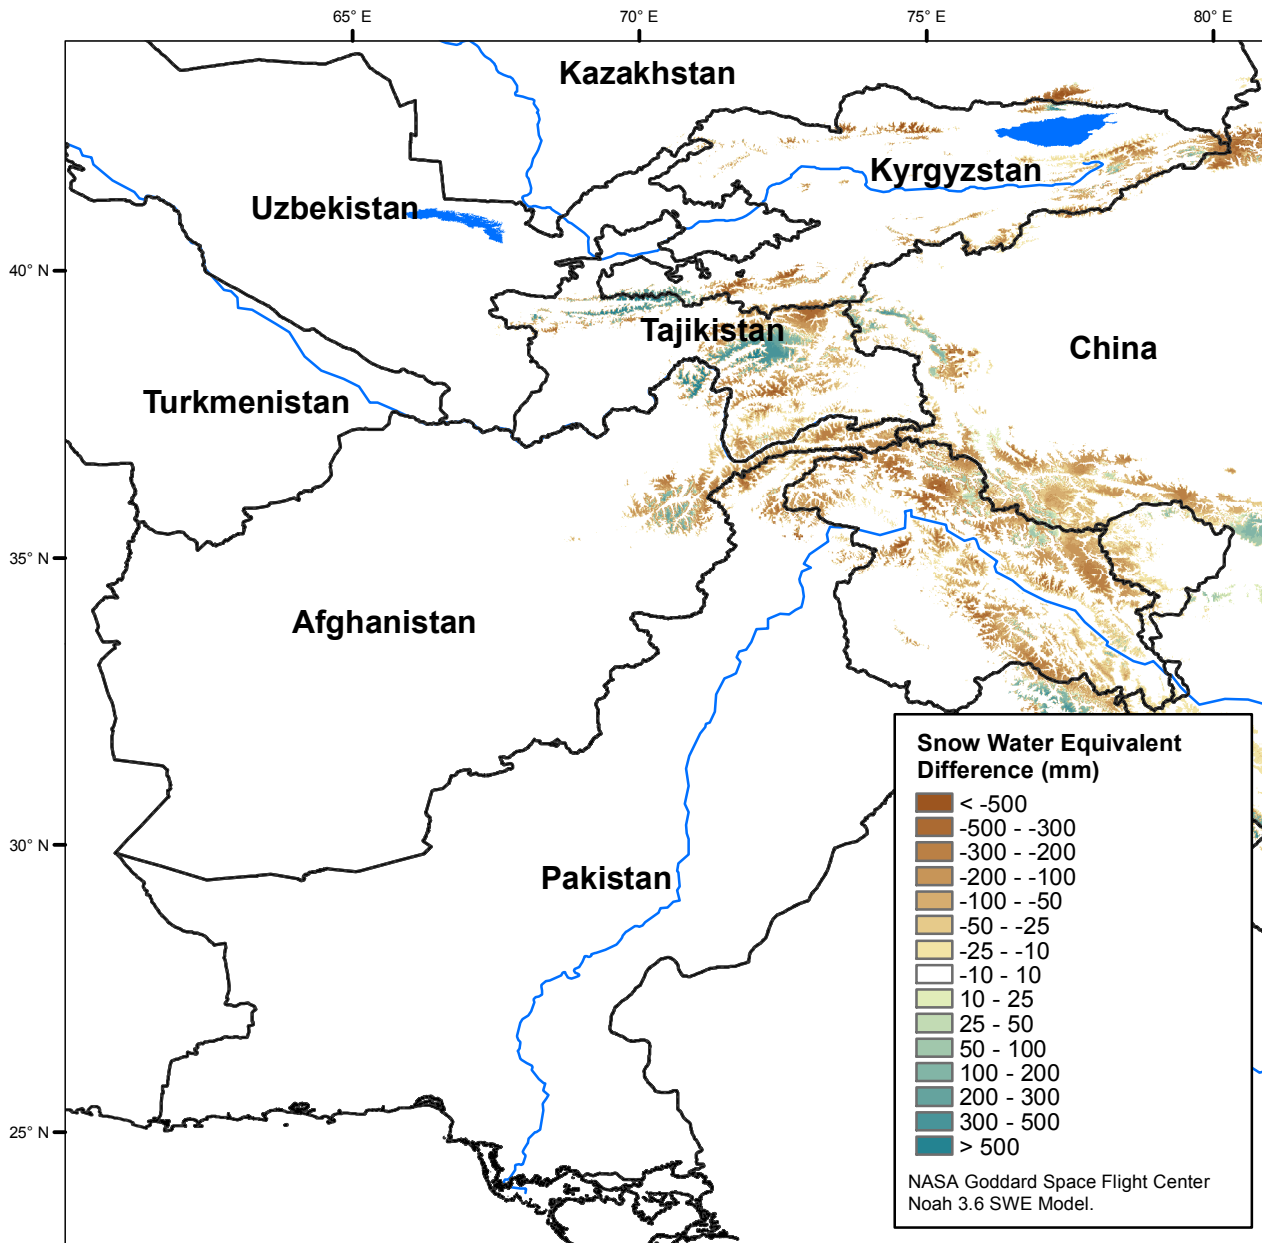 65° E
70° E
75° E
80° E
Kazakhstan
Kyrgyzstan
Uzbekistan
40° N
Tajikistan
China
Turkmenistan
35° N
Afghanistan
30° N
Pakistan
25° N
Snow Water Equivalent
Difference (mm)
< -500
-500 - -300
-300 - -200
-200 - -100
-100 - -50
-50 - -25
-25 - -10
-10 - 10
10 - 25
25 - 50
50 - 100
100 - 200
200 - 300
300 - 500
> 500
NASA Goddard Space Flight Center
Noah 3.6 SWE Model.